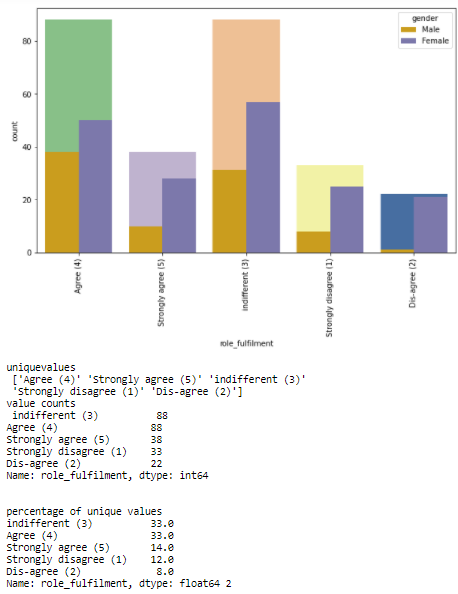 gender
Male
Female
80
60
40
20
0
count
Agree (4)
Strongly agree (5)
indifferent (3)
Strongly disagree (1)
Dis-agree (2)
role_fulfilment
uniquevalues
['Agree (4)' 'Strongly agree (5)' 'indifferent (3)'
'Strongly disagree (1)' 'Dis-agree (2)']
value counts
indifferent (3) 88
Agree (4) 88
Strongly agree (5) 38
Strongly disagree (1) 33
Dis-agree (2) 22
Name: role_fulfilment, dtype: int64
percentage of unique values
indifferent (3) 33.0
Agree (4) 33.0
Strongly agree (5) 14.0
Strongly disagree (1) 12.0
Dis-agree (2) 8.0
Name: role_fulfilment, dtype: float64 2